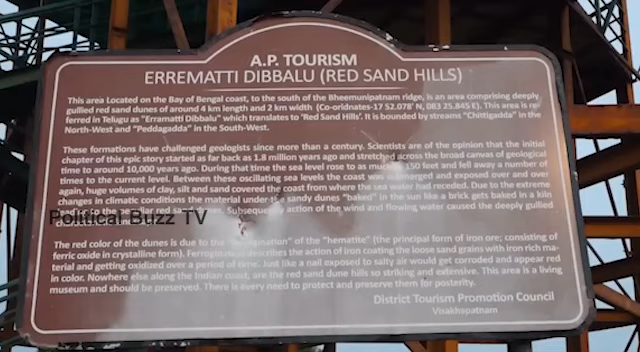 A.P. TOURISM
ERREMATTI DIBBALU (RED SAND HILLS)
This area Located on the Bay of Bengal coast, to the south of the Bheemunipatnam ridge, is an area comprising deeply
gullied red sand dunes of around 4 km length and 2 km width (Co-oridnates-17 52.078' N, 083 25.845 E). This area is re-
ferred in Telugu as "Erramatti Dibbalu" which translates to 'Red Sand Hills'. It is bounded by streams "Chittigadda" in the
North-West and "Peddagadda" in the South-West.
These formations have challenged geologists since more than a century. Scientists are of the opinion that the initial
chapter of this epic story started as far back as 1.8 million years ago and stretched across the broad canvas of geological
time to around 10,000 years ago. During that time the sea level rose to as much 150 feet and fell away a number of
times to the current level. Between these oscillating sea levels the coast was submerged and exposed over and over
again, huge volumes of clay, silt and sand covered the coast from where the sea water had receded. Due to the extreme
changes in climatic conditions the material under sandy dunes "baked" in the sun like a brick gets baked in a kiln
peculiar red sand action of the wind and flowing water caused the deeply gullied
Political Buzz TV
The red color of the dunes is due to the of the "hematite" (the principal form of iron ore; consisting of
ferric oxide in crystalline form). describes the action of iron coating the loose sand grains with iron rich ma-
terial and getting oxidized over a period of time. Just like a nail exposed to salty air would get corroded and appear red
in color. Nowhere else along the Indian coast, are the red sand dune hills so striking and extensive. This area is a living
museum and should be preserved. There is every need to protect and preserve them for posterity.
District Tourism Promotion Council
Visakhapatnam